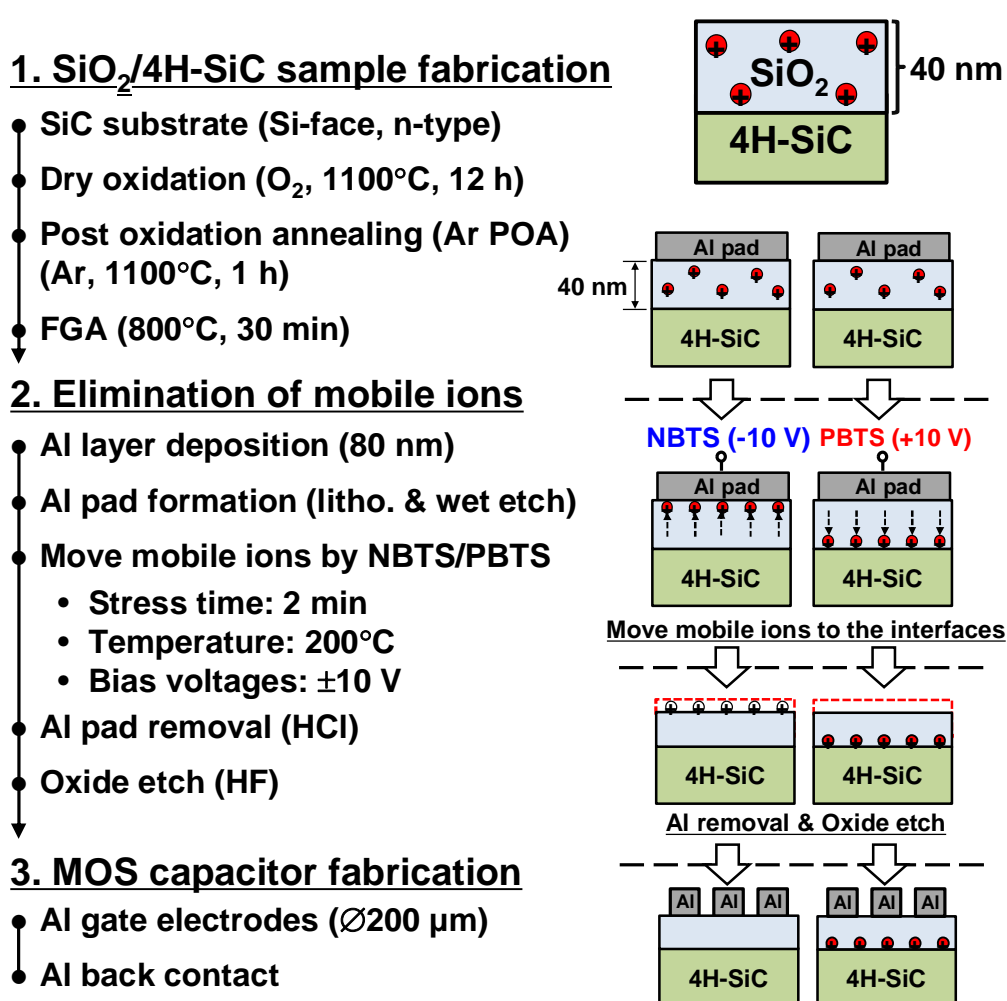 1. SiO2/4H-SiC sample fabrication
SiC substrate (Si-face, n-type)
Dry oxidation (O2, 1100°C, 12 h)
Post oxidation annealing (Ar POA)
(Ar, 1100°C, 1 h)
FGA (800°C, 30 min)
2. Elimination of mobile ions
Al layer deposition (80 nm)
Al pad formation (litho. & wet etch)
Move mobile ions by NBTS/PBTS
• Stress time: 2 min
• Temperature: 200°C
• Bias voltages: ±10 V
Al pad removal (HCl)
Oxide etch (HF)
3. MOS capacitor fabrication
Al gate electrodes (∅200 µm)
Al back contact
+ + +
SiO2
+ +
40 nm
4H-SiC
Al pad Al pad
40 nm
+ + + + +
+ + + + +
4H-SiC 4H-SiC
NBTS (-10 V) PBTS (+10 V)
Al pad Al pad
+ + + + +
+ + + + +
4H-SiC 4H-SiC
Move mobile ions to the interfaces
+ + + + +
+ + + + +
4H-SiC 4H-SiC
Al removal & Oxide etch
Al Al Al Al Al Al
+ + + + +
4H-SiC 4H-SiC